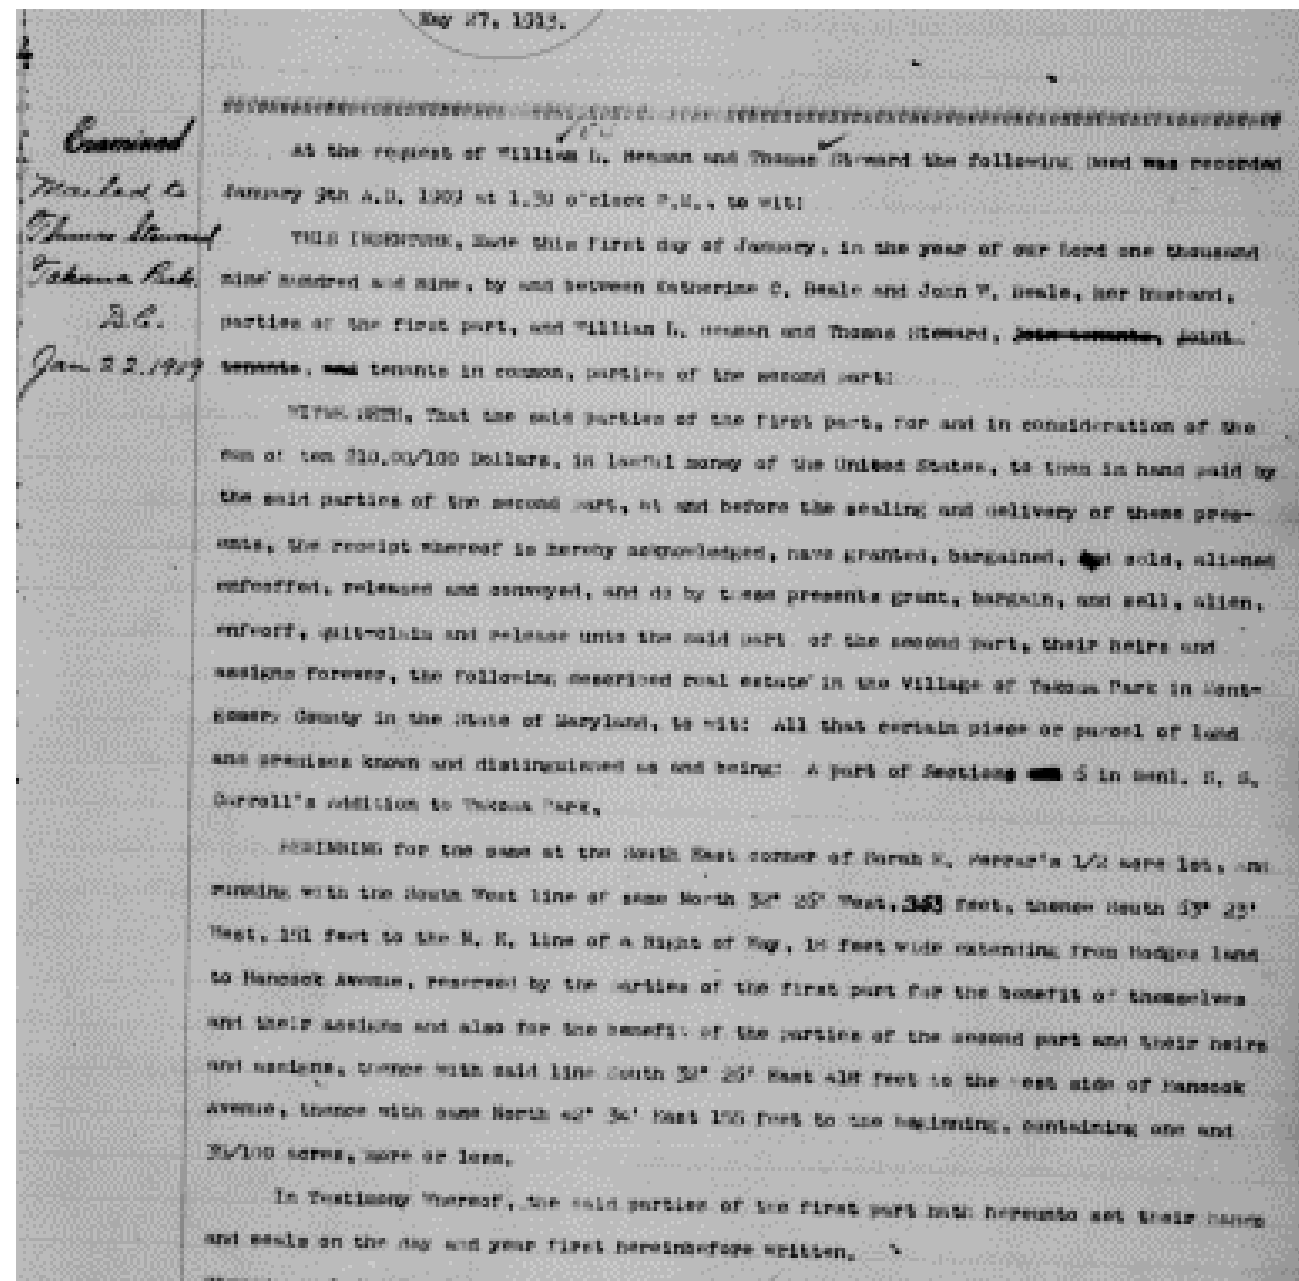 May 27, 1913.
Examined
Mailed to
Thomas Steward
Takoma Park.
D.C.
Jan 22. 1909
At the request of William L. and Thomas Steward the following Deed was recorded
January 9th A.D. 1909 at 1.30 o'clock P.M., to wit:
THIS INDENTURE, Made this first day of January, in the year of our Lord one thousand
nine hundred and nine, by and between Katherine C. Beale and John W. Beale, her husband,
parties of the first part, and William L. and Thomas Steward, join tenants, joint
tenants, and tenants in common, parties of the second part:
WITNESSETH, That the said parties of the first part, for and in consideration of the
sum of ten $10.00/100 Dollars, in lawful money of the United States, to them in hand paid by
the said parties of the second part, at and before the sealing and delivery of these pres-
ents, the receipt whereof is hereby acknowledged, have granted, bargained, and sold, aliened
enfeoffed, released and conveyed, and do by these presents grant, bargain, and sell, alien,
enfeoff, quit-claim and release unto the said part of the second part, their heirs and
assigns forever, the following described real estate in the Village of Takoma Park in Mont-
gomery County in the State of Maryland, to wit: All that certain piece or parcel of land
and premises known and distinguished as and being: A part of Sections 5 in Genl. S. S.
Carroll's addition to Takoma Park.
BEGINNING for the same at the South East corner of Sarah E. 1/2 acre lot, and
running with the South West line of same North 32° 25' West, feet, thence South 53° 23'
West, 151 feet to the N. E. line of a Right of Way, 18 feet wide extending from Hodges land
to Hancock Avenue, reserved by the parties of the first part for the benefit of themselves
and their assigns and also for the benefit of the parties of the second part and their heirs
and assigns, thence with said line South 32° 25' East 418 feet to the west side of Hancock
Avenue, thence with same North 42° 34' East 155 feet to the beginning, containing one and
35/100 acres, more or less.
In Testimony Whereof, the said parties of the first part hath hereunto set their hands
and seals on the day and year first hereinbefore written.